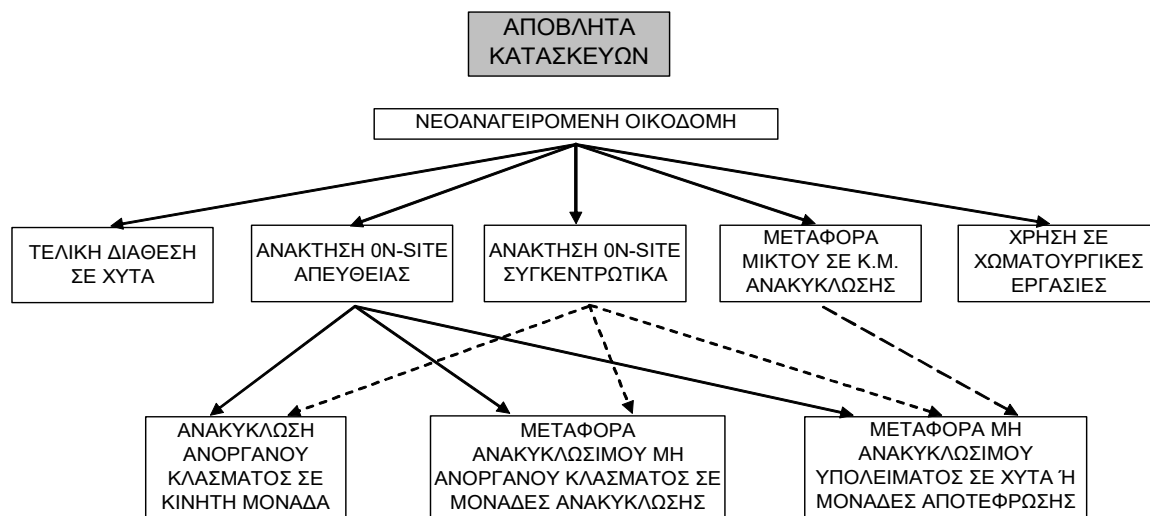 ΑΠΟΒΛΗΤΑ
ΚΑΤΑΣΚΕΥΩΝ
ΝΕΟΑΝΑΓΕΙΡΟΜΕΝΗ ΟΙΚΟΔΟΜΗ
ΤΕΛΙΚΗ ΔΙΑΘΕΣΗ
ΣΕ ΧΥΤΑ
ΑΝΑΚΤΗΣΗ 0N-SITE
ΑΠΕΥΘΕΙΑΣ
ΑΝΑΚΤΗΣΗ 0N-SITE
ΣΥΓΚΕΝΤΡΩΤΙΚΑ
ΜΕΤΑΦΟΡΑ
ΜΙΚΤΟΥ ΣΕ Κ.Μ.
ΑΝΑΚΥΚΛΩΣΗΣ
ΧΡΗΣΗ ΣΕ
ΧΩΜΑΤΟΥΡΓΙΚΕΣ
ΕΡΓΑΣΙΕΣ
ΑΝΑΚΥΚΛΩΣΗ
ΑΝΟΡΓΑΝΟΥ
ΚΛΑΣΜΑΤΟΣ ΣΕ
ΚΙΝΗΤΗ ΜΟΝΑΔΑ
ΜΕΤΑΦΟΡΑ
ΑΝΑΚΥΚΛΩΣΙΜΟΥ ΜΗ
ΑΝΟΡΓΑΝΟΥ ΚΛΑΣΜΑΤΟΣ ΣΕ
ΜΟΝΑΔΕΣ ΑΝΑΚΥΚΛΩΣΗΣ
ΜΕΤΑΦΟΡΑ ΜΗ
ΑΝΑΚΥΚΛΩΣΙΜΟΥ
ΥΠΟΛΕΙΜΑΤΟΣ ΣΕ ΧΥΤΑ Ή
ΜΟΝΑΔΕΣ ΑΠΟΤΕΦΡΩΣΗΣ